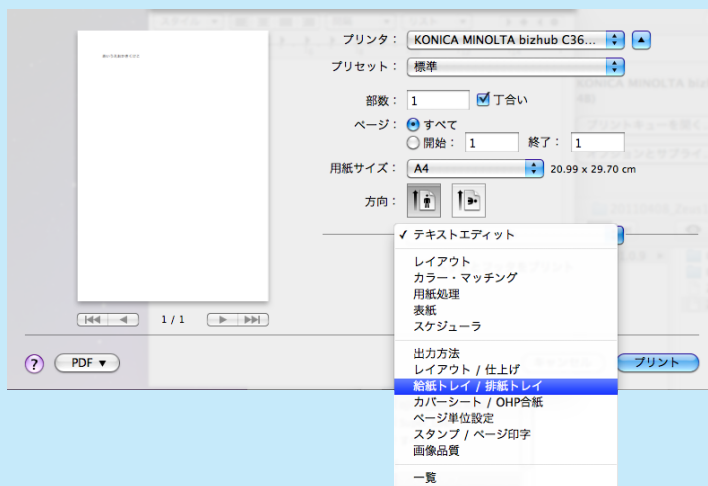 プリンタ： KONICA MINOLTA bizhub C36...
プリセット： 標準
部数： 1 丁合い
ページ： すべて
開始： 1 終了： 1
用紙サイズ： A4 20.99 x 29.70 cm
方向：
✓ テキストエディット
レイアウト
カラー・マッチング
用紙処理
表紙
スケジューラ
出力方法
レイアウト / 仕上げ
給紙トレイ / 排紙トレイ
カバーシート / OHP合紙
ページ単位設定
スタンプ / ページ印字
画像品質
一覧
1 / 1
? PDF ▼ キャンセル プリント